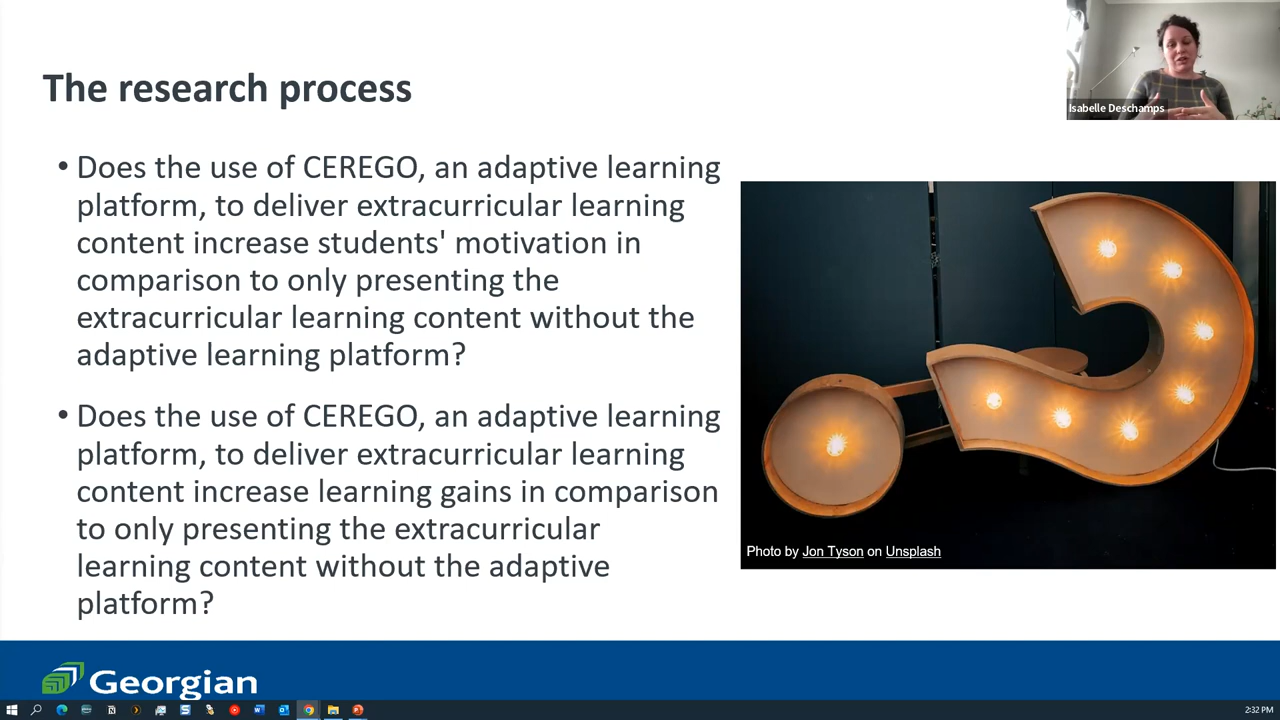 Isabelle Deschamps
The research process
• Does the use of CEREGO, an adaptive learning
platform, to deliver extracurricular learning
content increase students' motivation in
comparison to only presenting the
extracurricular learning content without the
adaptive learning platform?
• Does the use of CEREGO, an adaptive learning
platform, to deliver extracurricular learning
content increase learning gains in comparison
to only presenting the extracurricular
learning content without the adaptive
platform?
Photo by Jon Tyson on Unsplash
Georgian
2:32 PM